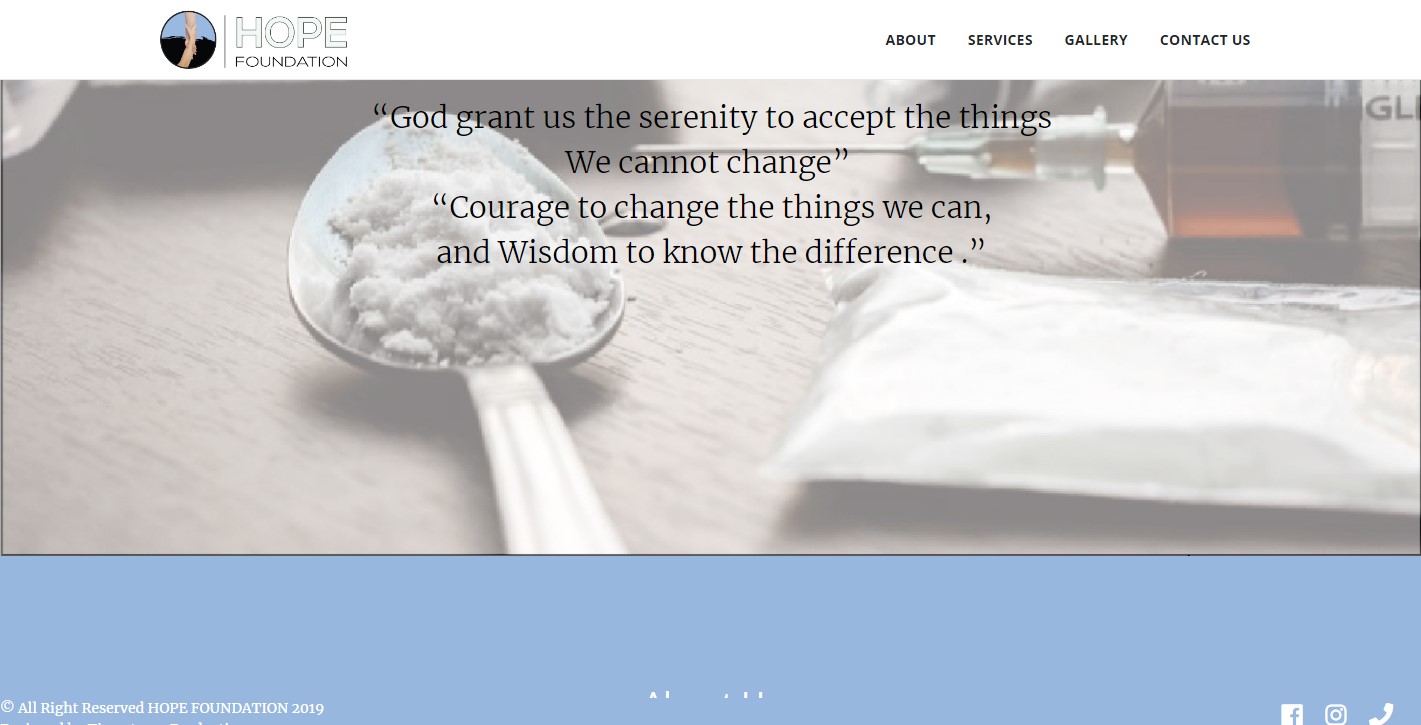 HOPE
FOUNDATION
ABOUT SERVICES GALLERY CONTACT US
GL
“God grant us the serenity to accept the things
We cannot change”
“Courage to change the things we can,
and Wisdom to know the difference .”
© All Right Reserved HOPE FOUNDATION 2019